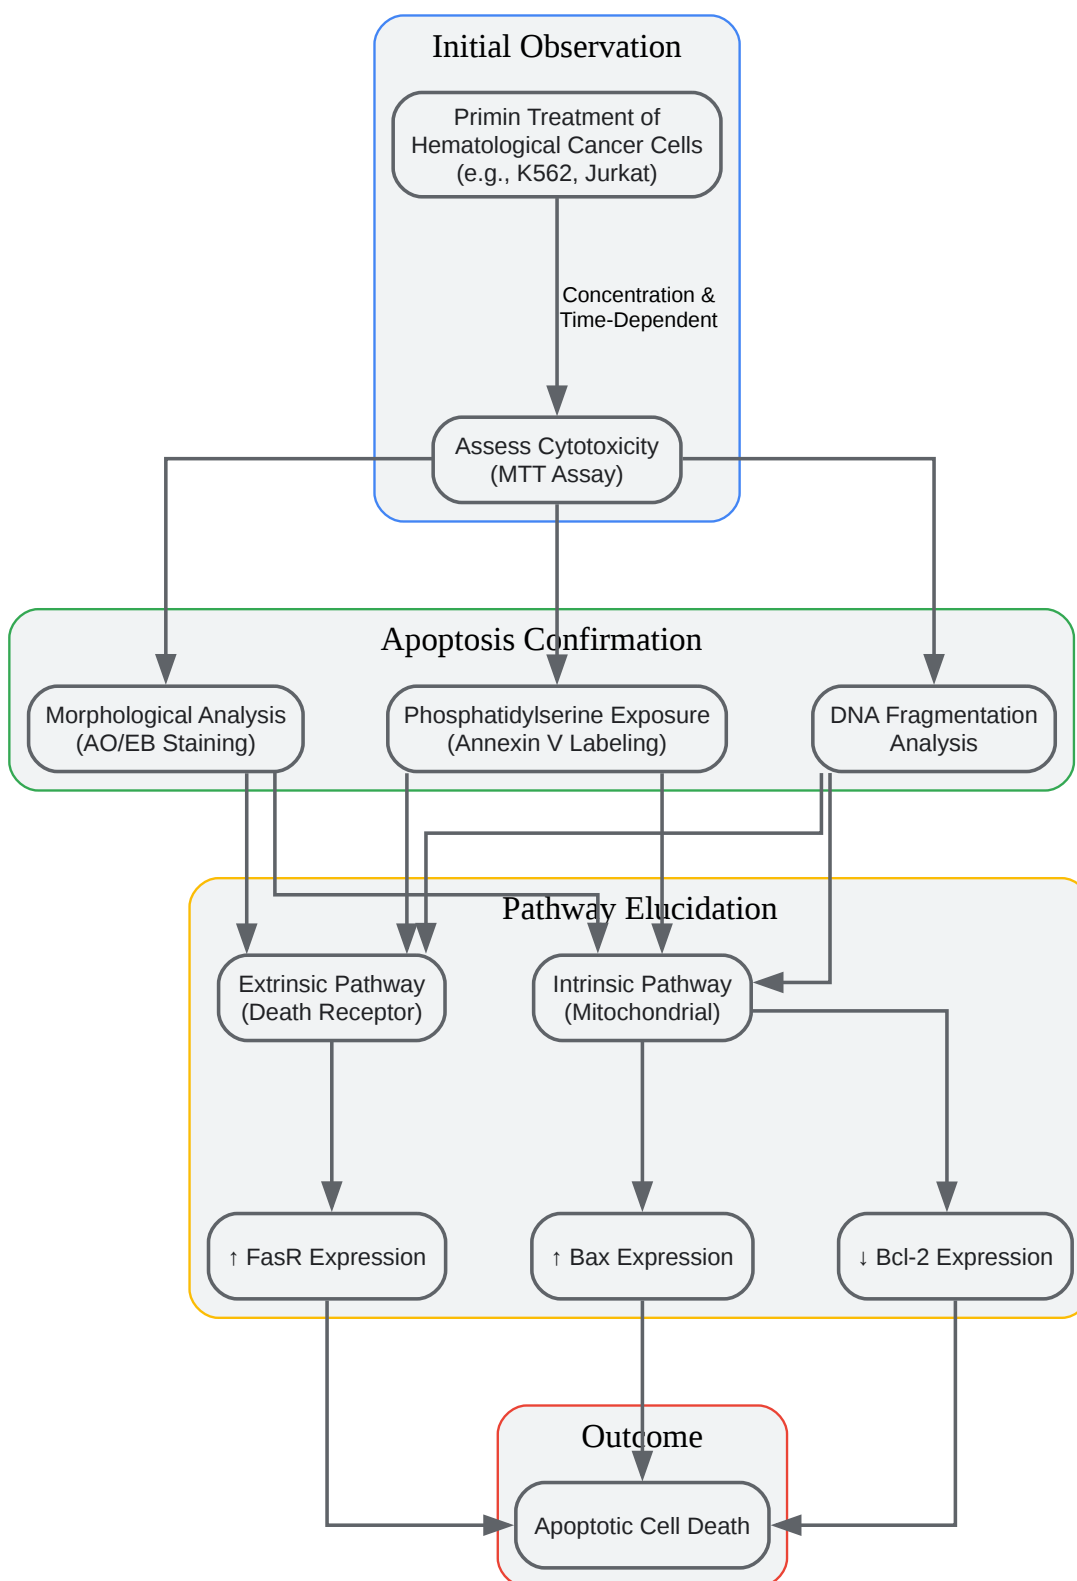 Initial Observation
Primin Treatment of
Hematological Cancer Cells
(e.g., K562, Jurkat)
Concentration &
Time-Dependent
Assess Cytotoxicity
(MTT Assay)
Apoptosis Confirmation
Morphological Analysis
(AO/EB Staining)
Phosphatidylserine Exposure
(Annexin V Labeling)
DNA Fragmentation
Analysis
Pathway Elucidation
Extrinsic Pathway
(Death Receptor)
Intrinsic Pathway
(Mitochondrial)
↑ FasR Expression
↑ Bax Expression
↓ Bcl-2 Expression
Outcome
Apoptotic Cell Death